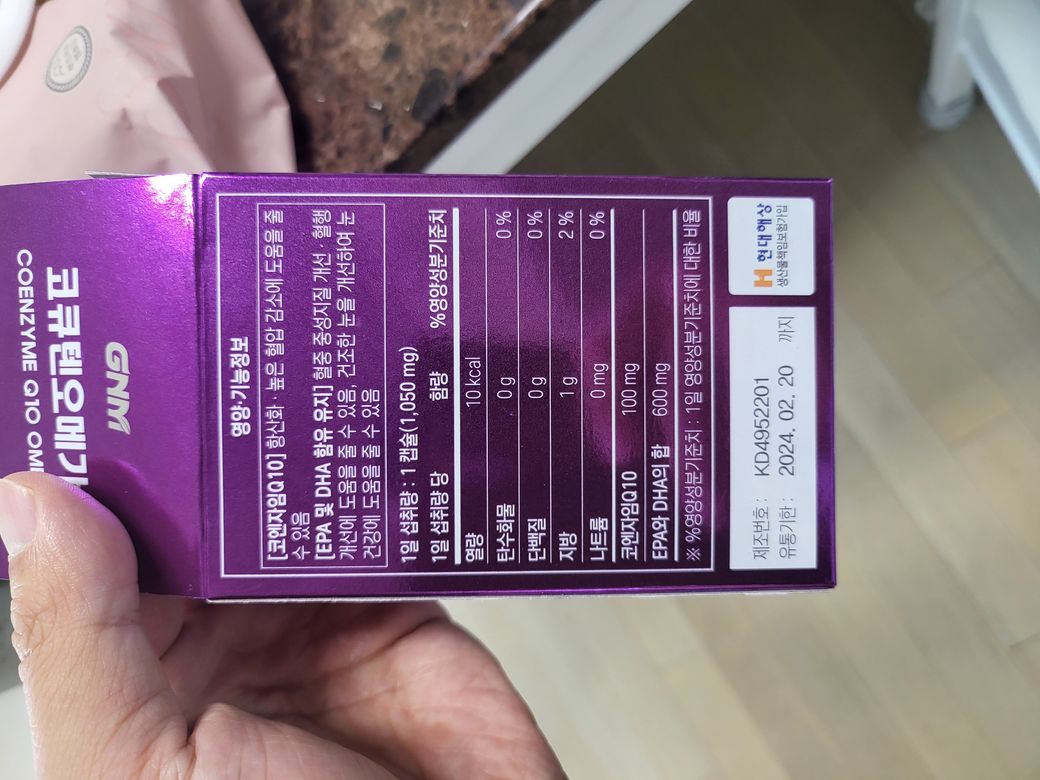 GNM
코큐텐오메가
COENZYME Q10
영양·기능정보
[코엔자임Q10] 항산화 · 높은 혈압 감소에 도움을 줄
수 있음
[EPA 및 DHA 함유 유지] 혈중 중성지질 개선 · 혈행
개선에 도움을 줄 수 있음, 건조한 눈을 개선하여 눈
건강에 도움을 줄 수 있음
1일 섭취량 : 1 캡슐(1,050 mg)
1일 섭취량 당 함량 %영양성분기준치
열량 10 kcal
탄수화물 0 g 0 %
단백질 0 g 0 %
지방 1 g 2 %
나트륨 0 mg 0 %
코엔자임Q10 100 mg
EPA와 DHA의 합 600 mg
※ %영양성분기준치 : 1일 영양성분기준치에 대한 비율
제조번호 : KD4952201
유통기한 : 2024. 02. 20 까지
H 현대해상
생산물배상책임보험가입